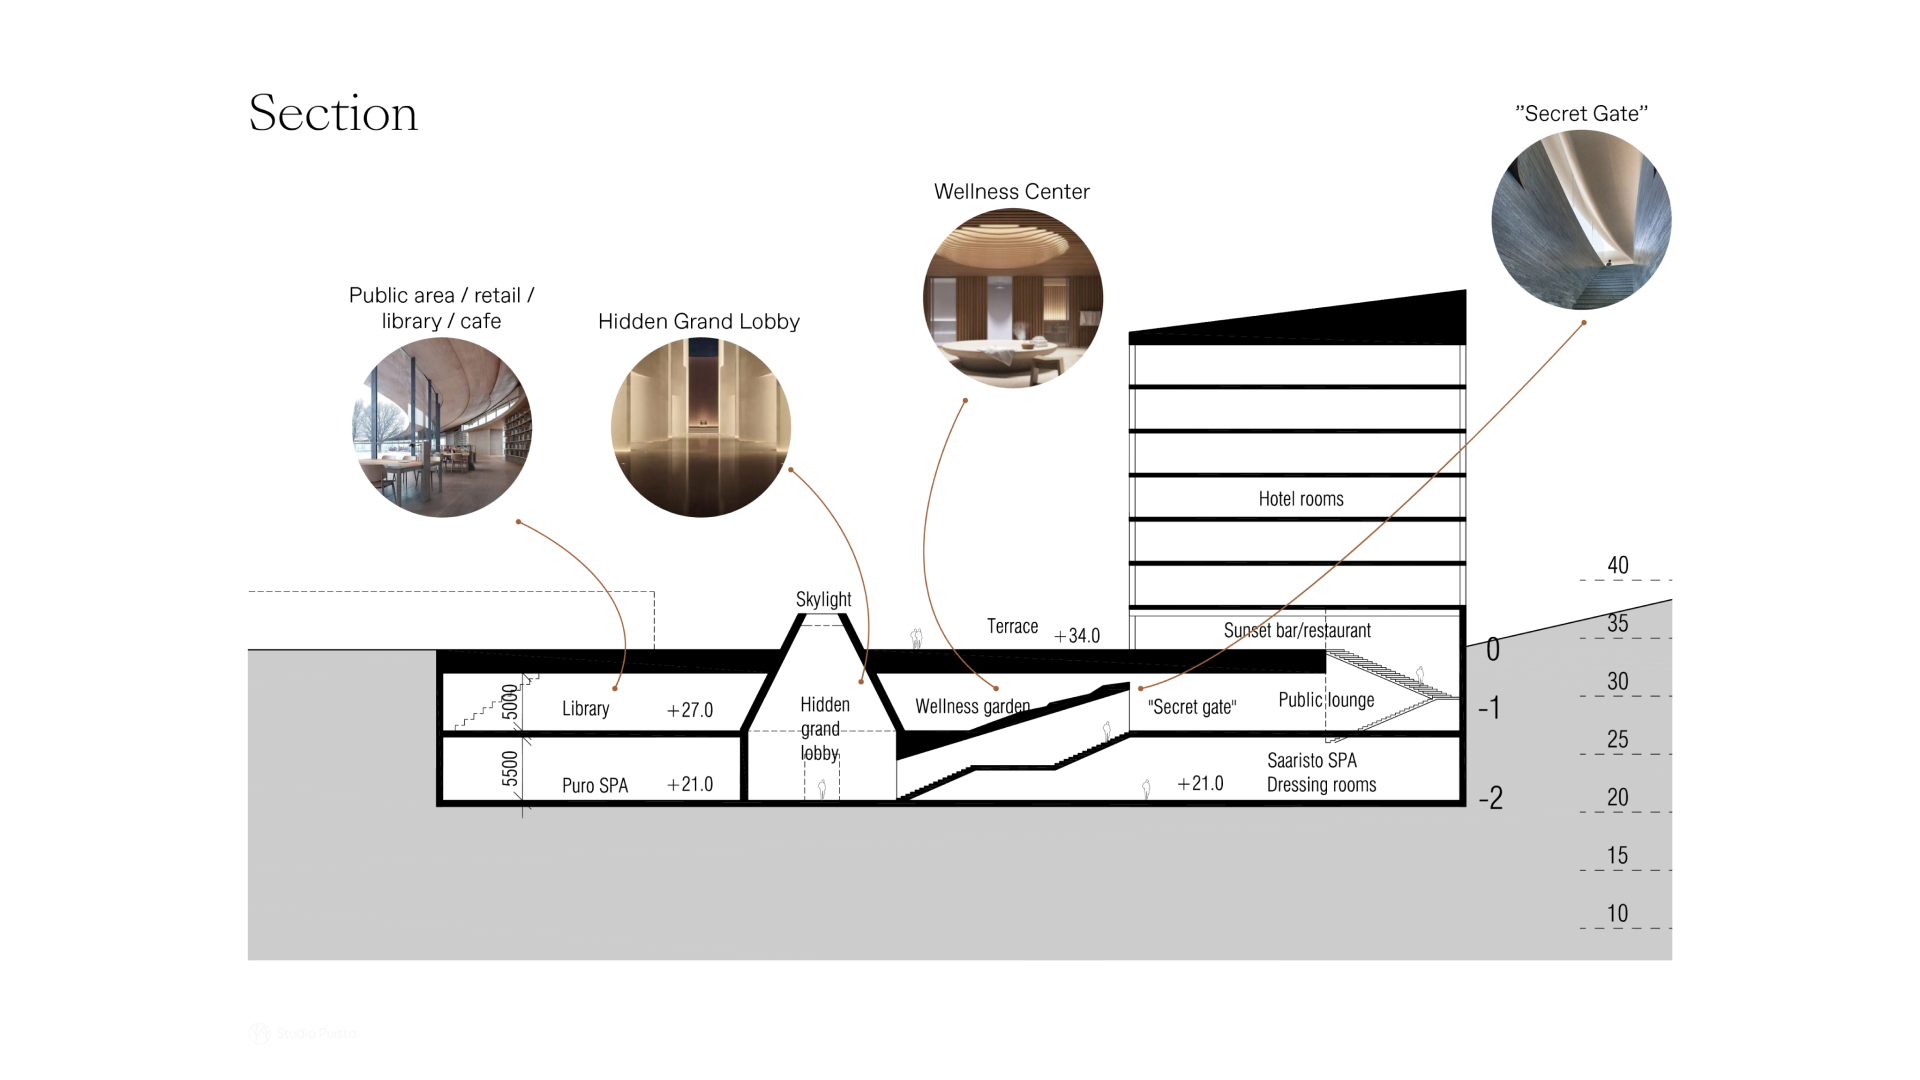 Section
”Secret Gate”
Wellness Center
Public area / retail /
library / cafe
Hidden Grand Lobby
Hotel rooms
40
Skylight
Terrace
+34.0
Sunset bar/restaurant
35
0
30
5000
Library
+27.0
Hidden
grand
lobby
Wellness garden
"Secret gate"
Public lounge
-1
25
5500
Puro SPA
+21.0
+21.0
Saaristo SPA
Dressing rooms
-2
20
15
10
Studio Puisto